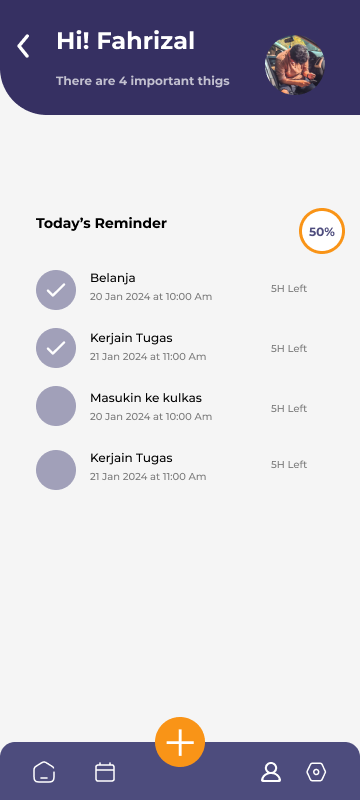 Hi! Fahrizal
There are 4 important thigs
Today's Reminder
50%
Belanja
20 Jan 2024 at 10:00 Am
5H Left
Kerjain Tugas
21 Jan 2024 at 11:00 Am
5H Left
Masukin ke kulkas
20 Jan 2024 at 10:00 Am
5H Left
Kerjain Tugas
21 Jan 2024 at 11:00 Am
5H Left